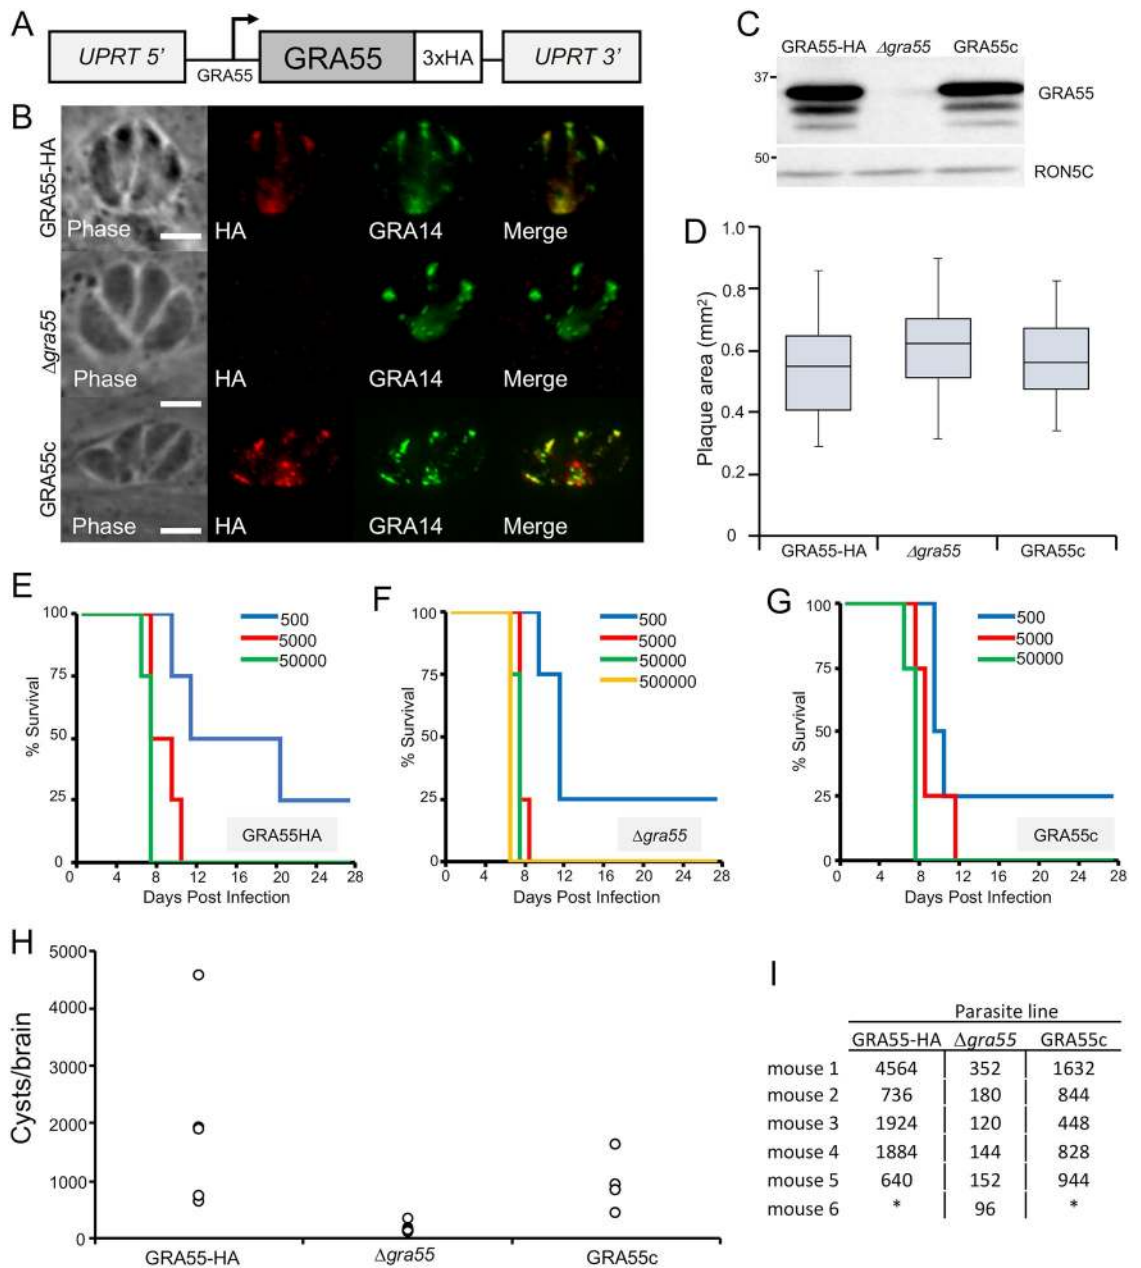 A
UPRT 5’
GRA55
GRA55
3xHA
UPRT 3’
B
GRA55-HA
Phase
HA
GRA14
Merge
Δgra55
Phase
HA
GRA14
Merge
GRA55c
Phase
HA
GRA14
Merge
C
GRA55-HA Δgra55 GRA55c
37
GRA55
50
RON5C
D
Plaque area (mm²)
1.0
0.8
0.6
0.4
0.2
0
GRA55-HA Δgra55 GRA55c
E
% Survival
100
75
50
25
0
500
5000
50000
GRA55HA
0 4 8 12 16 20 24 28
Days Post Infection
F
% Survival
100
75
50
25
0
500
5000
50000
500000
Δgra55
0 4 8 12 16 20 24 28
Days Post Infection
G
% Survival
100
75
50
25
0
500
5000
50000
GRA55c
0 4 8 12 16 20 24 28
Days Post Infection
H
Cysts/brain
5000
4000
3000
2000
1000
0
GRA55-HA Δgra55 GRA55c
I
Parasite line
GRA55-HA Δgra55 GRA55c
mouse 1 4564 352 1632
mouse 2 736 180 844
mouse 3 1924 120 448
mouse 4 1884 144 828
mouse 5 640 152 944
mouse 6 * 96 *